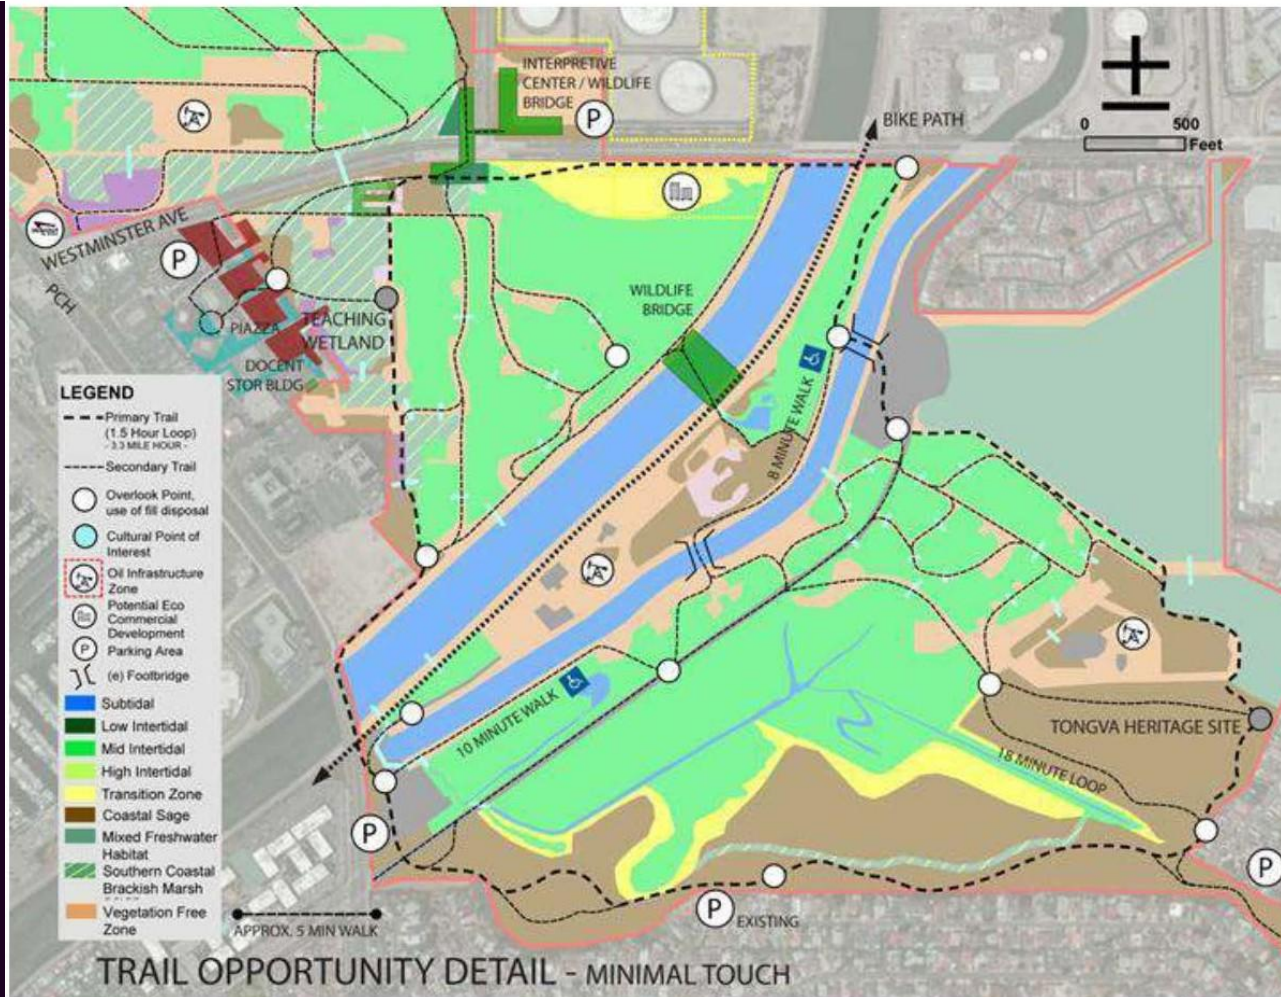 INTERPRETIVE
CENTER / WILDLIFE
BRIDGE
P
BIKE PATH
0 500
Feet
WESTMINSTER AVE
PCH
P
PIAZZA
TEACHING
WETLAND
DOCENT
STOR BLDG
WILDLIFE
BRIDGE
8 MINUTE WALK
10 MINUTE WALK
TONGVA HERITAGE SITE
18 MINUTE LOOP
P
P
P EXISTING
LEGEND
Primary Trail
(1.5 Hour Loop)
- 3.3 MILE HOUR -
Secondary Trail
Overlook Point,
use of fill disposal
Cultural Point of
Interest
Oil Infrastructure
Zone
Potential Eco
Commercial
Development
P Parking Area
(e) Footbridge
Subtidal
Low Intertidal
Mid Intertidal
High Intertidal
Transition Zone
Coastal Sage
Mixed Freshwater
Habitat
Southern Coastal
Brackish Marsh
Vegetation Free
Zone
APPROX. 5 MIN WALK
TRAIL OPPORTUNITY DETAIL - MINIMAL TOUCH